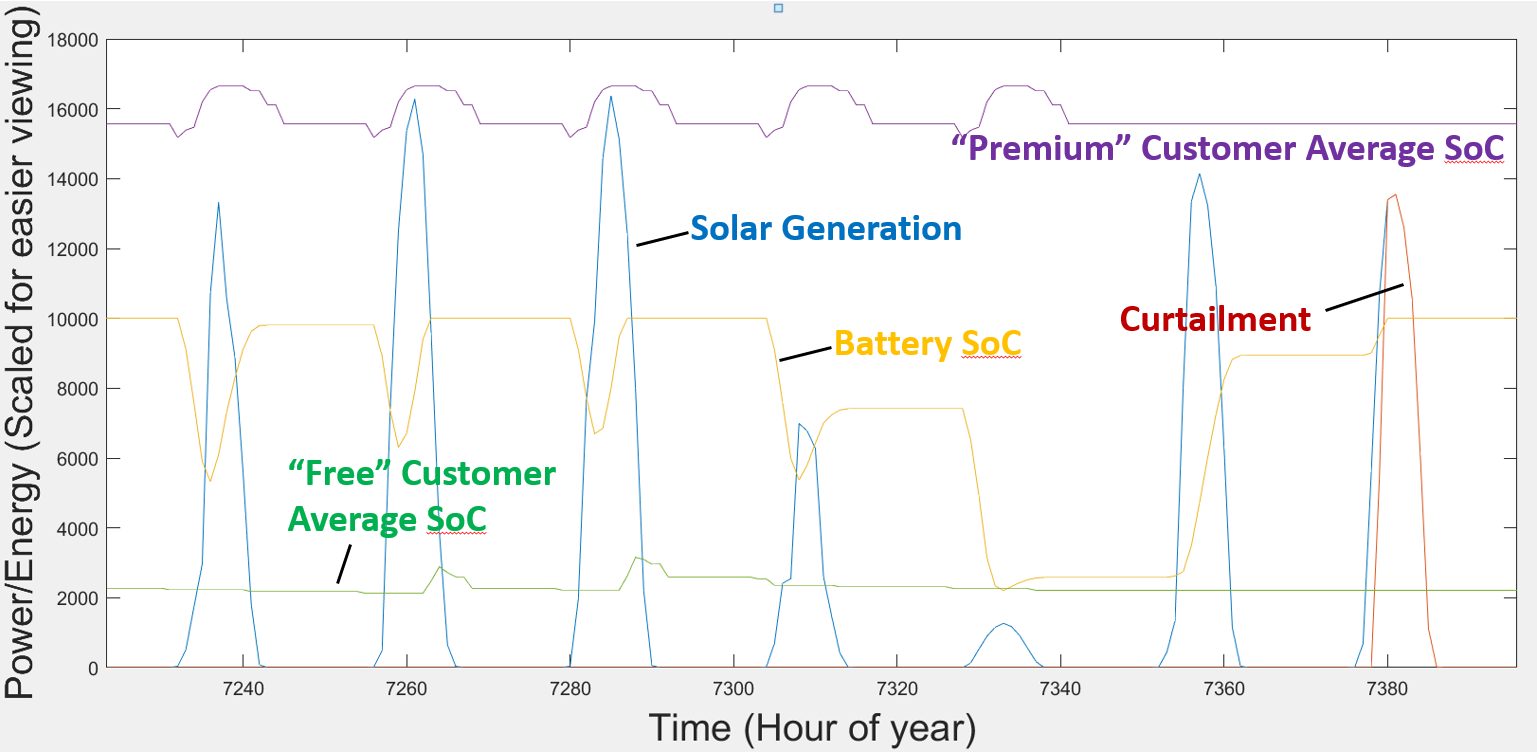 Power/Energy (Scaled for easier viewing)
18000
16000
14000
12000
10000
8000
6000
4000
2000
0
“Premium” Customer Average SoC
Solar Generation
Curtailment
Battery SoC
“Free” Customer
Average SoC
7240
7260
7280
7300
7320
7340
7360
7380
Time (Hour of year)